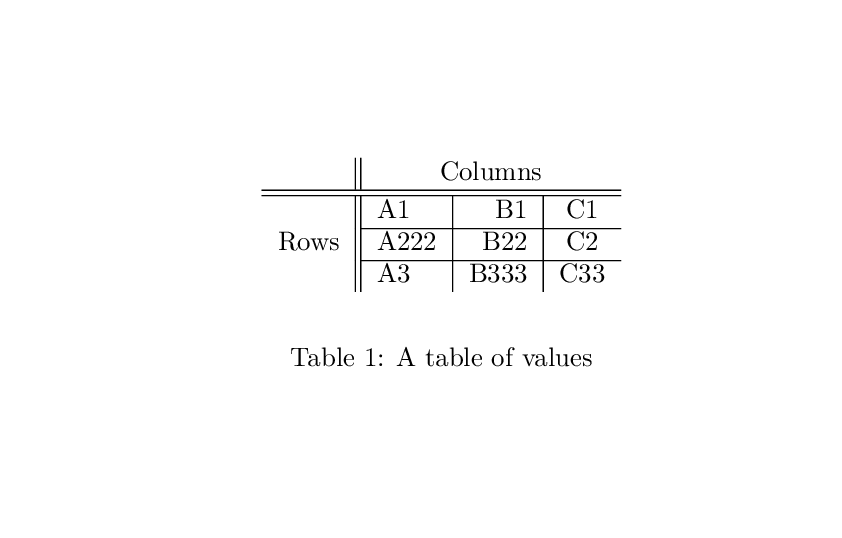 Columns
A1 B1 C1
Rows A222 B22 C2
A3 B333 C33
Table 1: A table of values